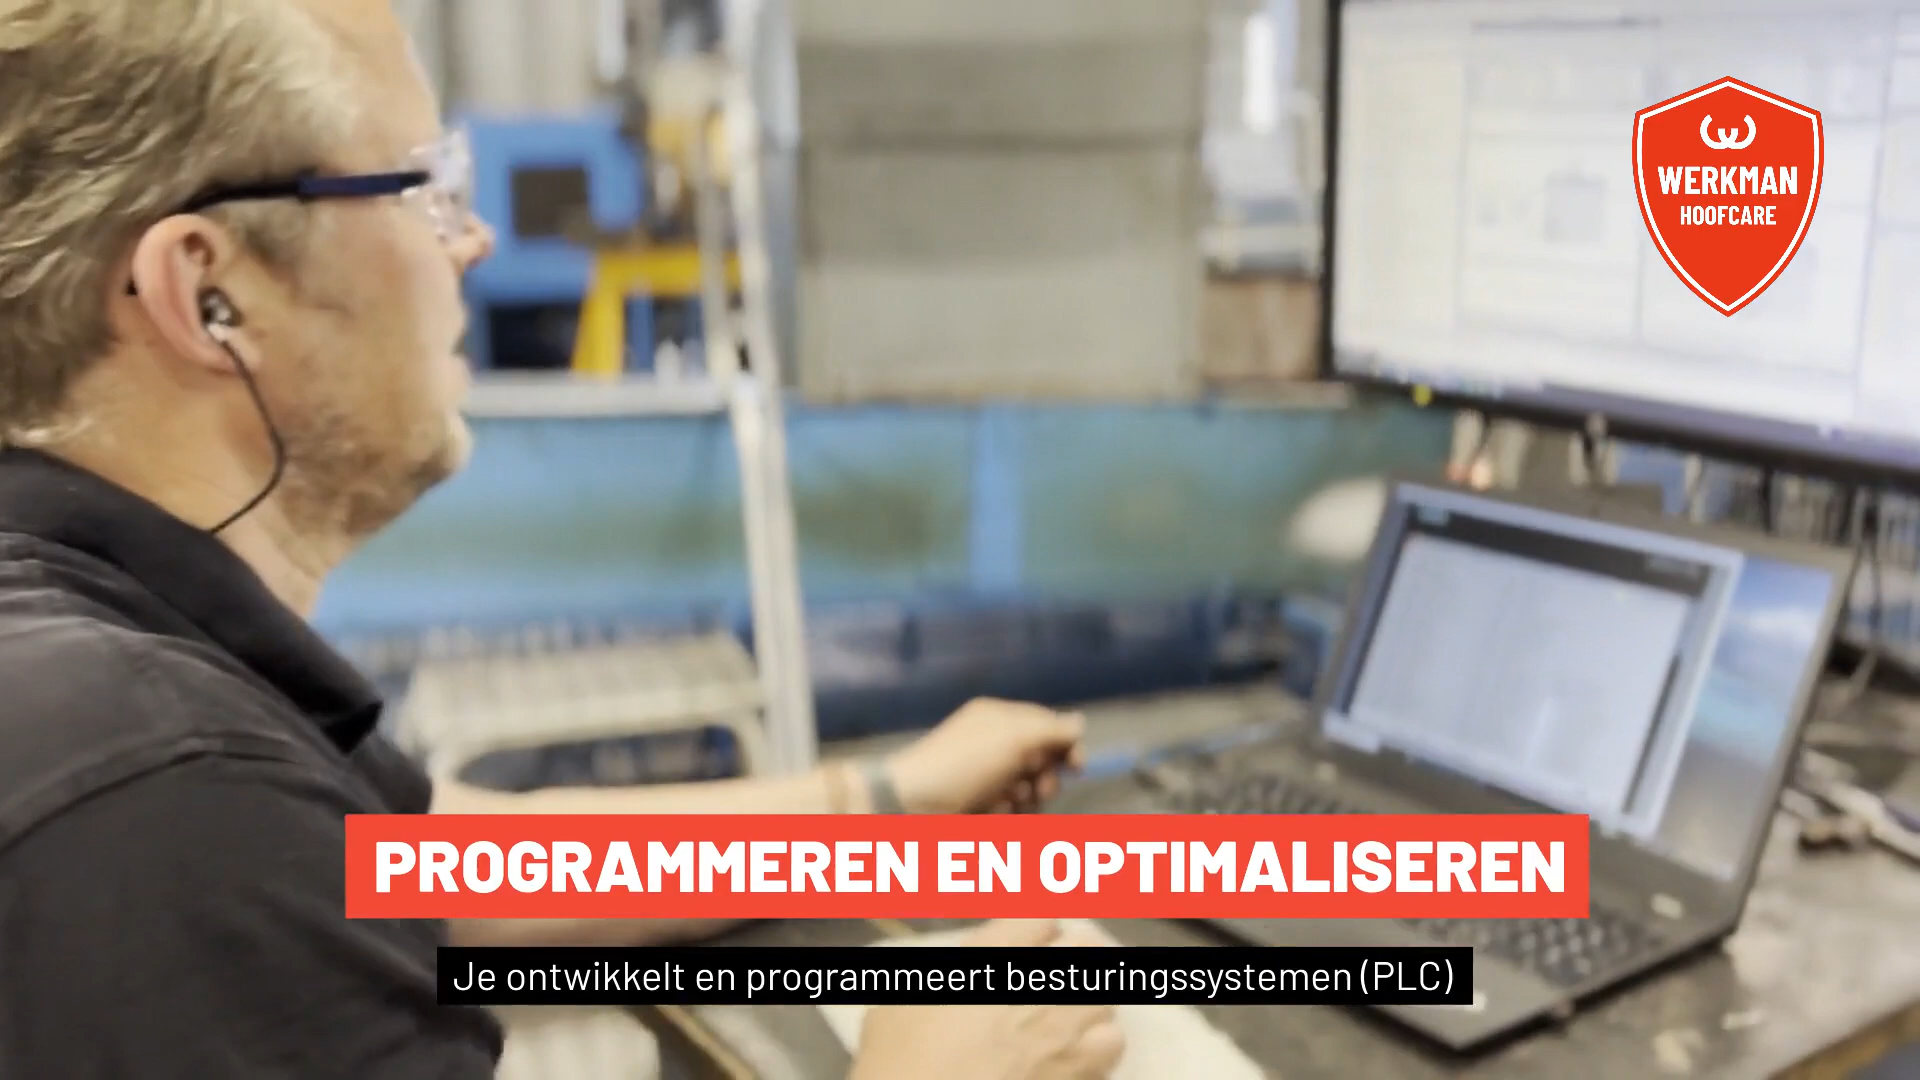 WERKMAN
HOOFCARE
PROGRAMMEREN EN OPTIMALISEREN
Je ontwikkelt en programmeert besturingssystemen (PLC)